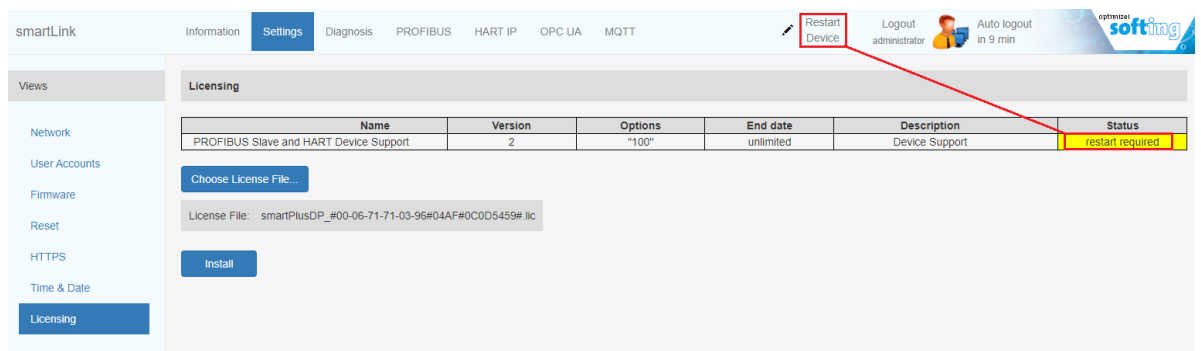 smartLink
Information Settings Diagnosis PROFIBUS HART IP OPC UA MQTT
Restart
Device
Logout
administrator
Auto logout
in 9 min
softing
Views
Network
User Accounts
Firmware
Reset
HTTPS
Time & Date
Licensing
Licensing
Name Version Options End date Description Status
PROFIBUS Slave and HART Device Support 2 "100" unlimited Device Support restart required
Choose License File...
License File: smartPlusDP_#00-06-71-71-03-96#04AF#0C0D5459#.lic
Install